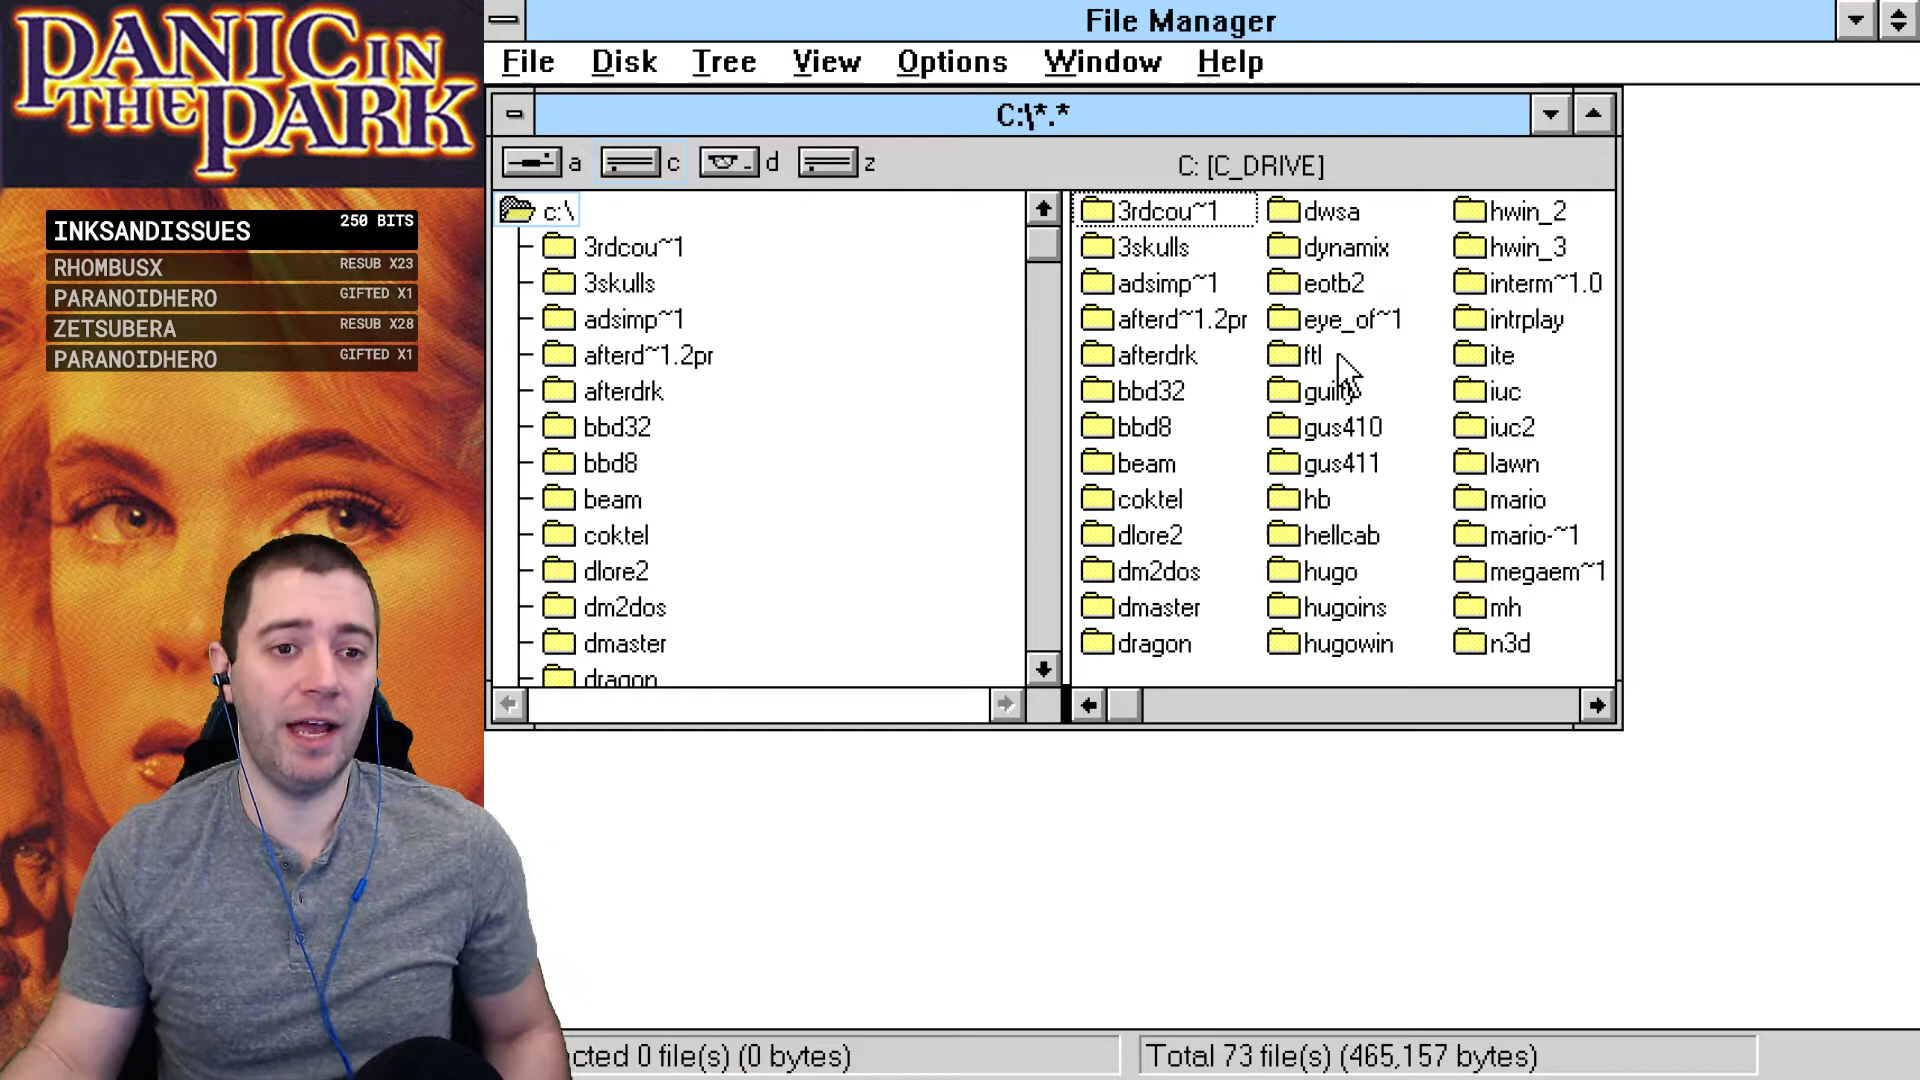 PANIC IN
THE PARK
INKSANDISSUES 250 BITS
RHOMBUSX RESUB X23
PARANOIDHERO GIFTED X1
ZETSUBERA RESUB X28
PARANOIDHERO GIFTED X1
File Manager
File Disk Tree View Options Window Help
C:\*.*
a c d z C: [C_DRIVE]
c:\
3rdcou~1
3skulls
adsimp~1
afterd~1.2pr
afterdrk
bbd32
bbd8
beam
coktel
dlore2
dm2dos
dmaster
dragon
3rdcou~1 dwsa hwin_2
3skulls dynamix hwin_3
adsimp~1 eotb2 interm~1.0
afterd~1.2pr eye_of~1 intrplay
afterdrk ftl ite
bbd32 guilty iuc
bbd8 gus410 iuc2
beam gus411 lawn
coktel hb mario
dlore2 hellcab mario-~1
dm2dos hugo megaem~1
dmaster hugoins mh
dragon hugowin n3d
cted 0 file(s) (0 bytes) Total 73 file(s) (465,157 bytes)